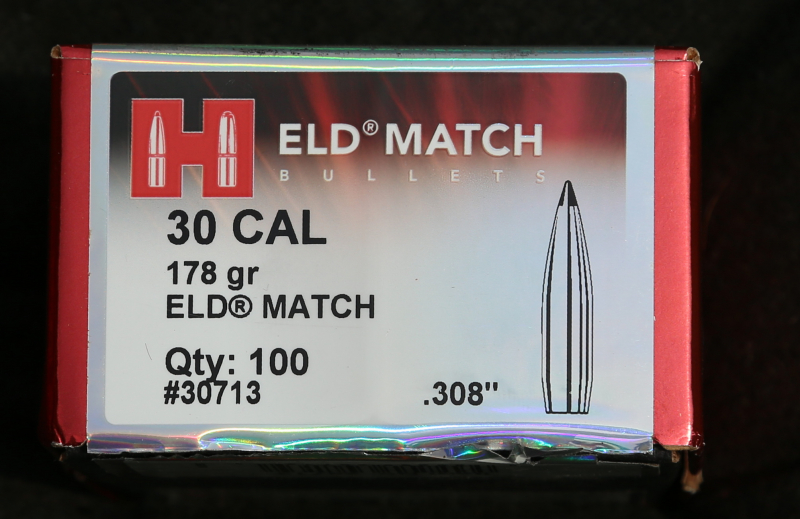 H
ELD® MATCH
BULLETS
30 CAL
178 gr
ELD® MATCH
Qty: 100
#30713
.308"